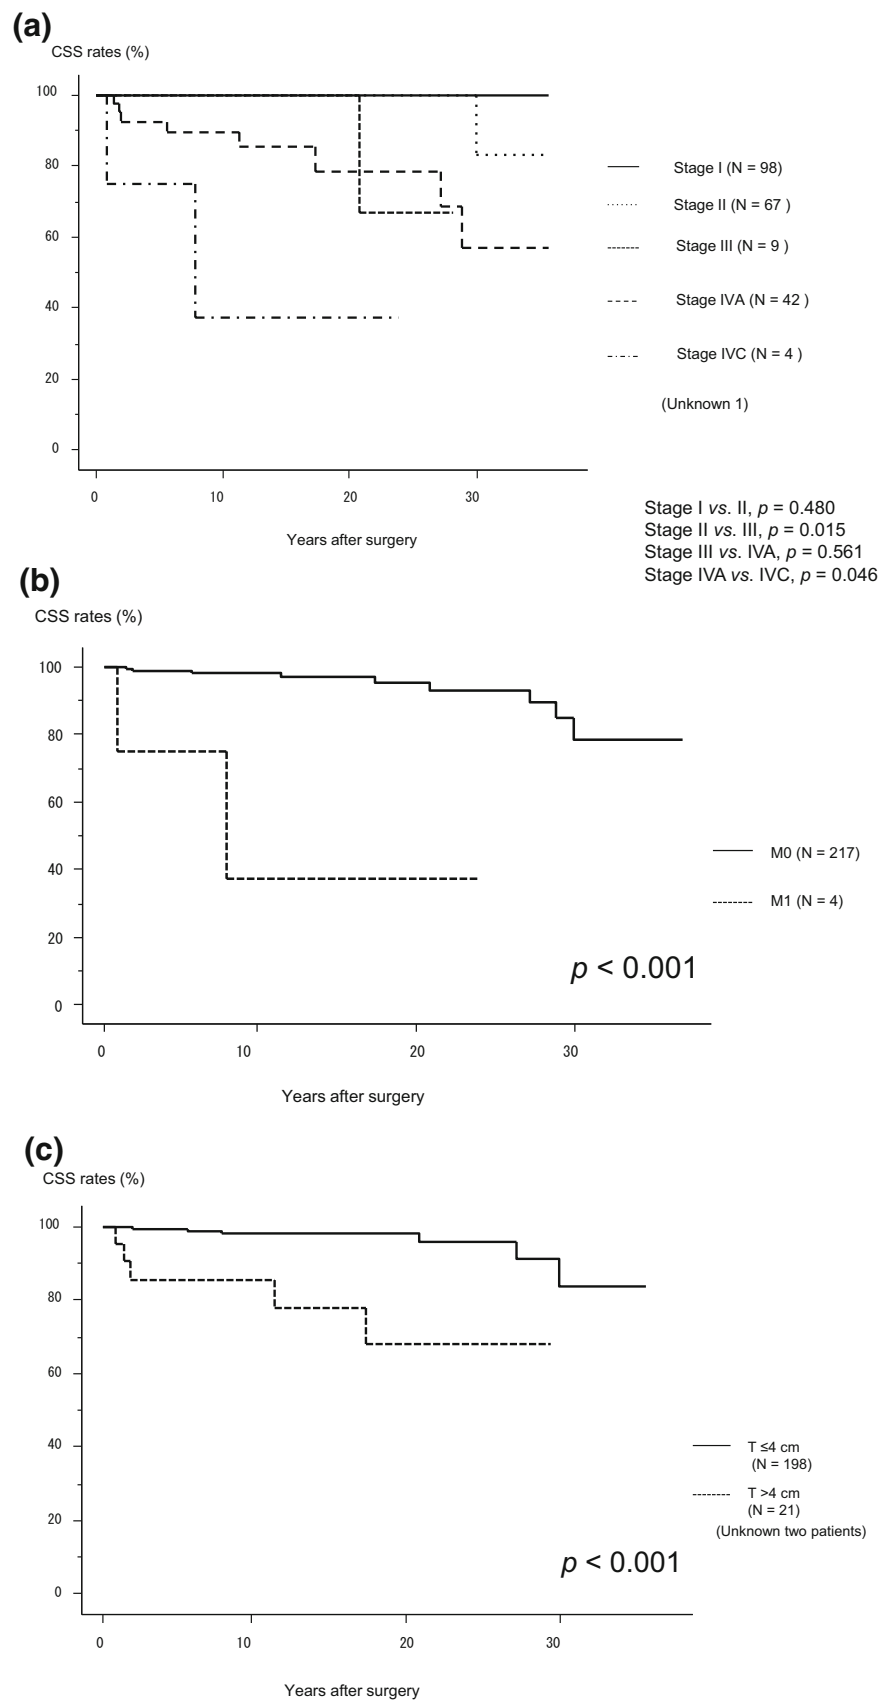 (a)
CSS rates (%)
100
80
60
40
20
0
0 10 20 30
Years after surgery
Stage I (N = 98)
Stage II (N = 67 )
Stage III (N = 9 )
Stage IVA (N = 42 )
Stage IVC (N = 4 )
(Unknown 1)
Stage I vs. II, p = 0.480
Stage II vs. III, p = 0.015
Stage III vs. IVA, p = 0.561
Stage IVA vs. IVC, p = 0.046
(b)
CSS rates (%)
100
80
60
40
20
0
0 10 20 30
Years after surgery
M0 (N = 217)
M1 (N = 4)
p < 0.001
(c)
CSS rates (%)
100
80
60
40
20
0
0 10 20 30
Years after surgery
T ≤4 cm
(N = 198)
T >4 cm
(N = 21)
(Unknown two patients)
p < 0.001